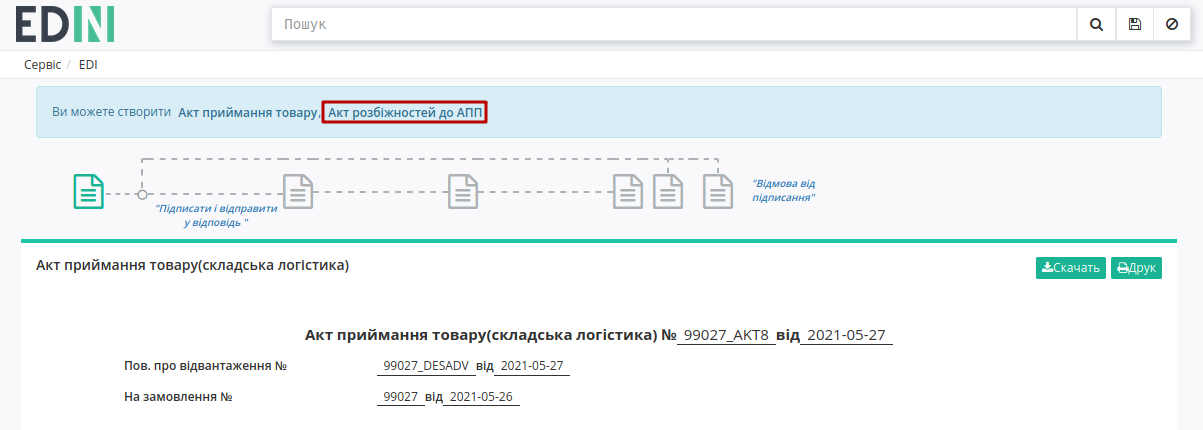 EDIN
Пошук
Сервіс / EDI
Ви можете створити Акт приймання товару, Акт розбіжностей до АПП
"Підписати і відправити
у відповідь "
"Відмова від
підписання"
Акт приймання товару(складська логістика)
Скачать Друк
Акт приймання товару(складська логістика) № 99027_AKT8 від 2021-05-27
Пов. про відвантаження № 99027_DESADV від 2021-05-27
На замовлення № 99027 від 2021-05-26